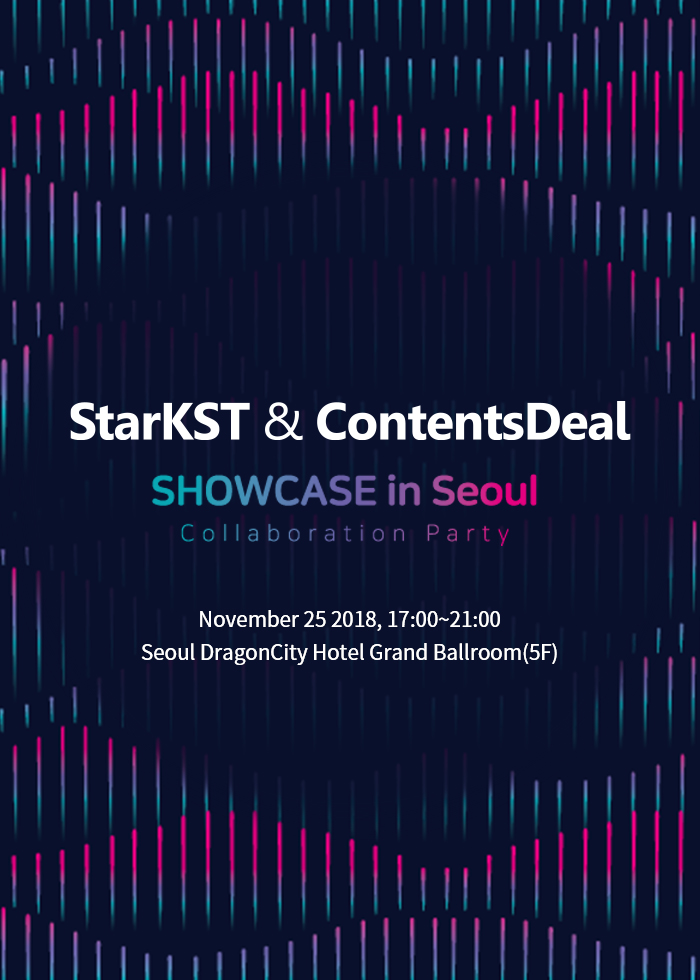 StarKST & ContentsDeal
SHOWCASE in Seoul
Collaboration Party
November 25 2018, 17:00~21:00
Seoul DragonCity Hotel Grand Ballroom(5F)